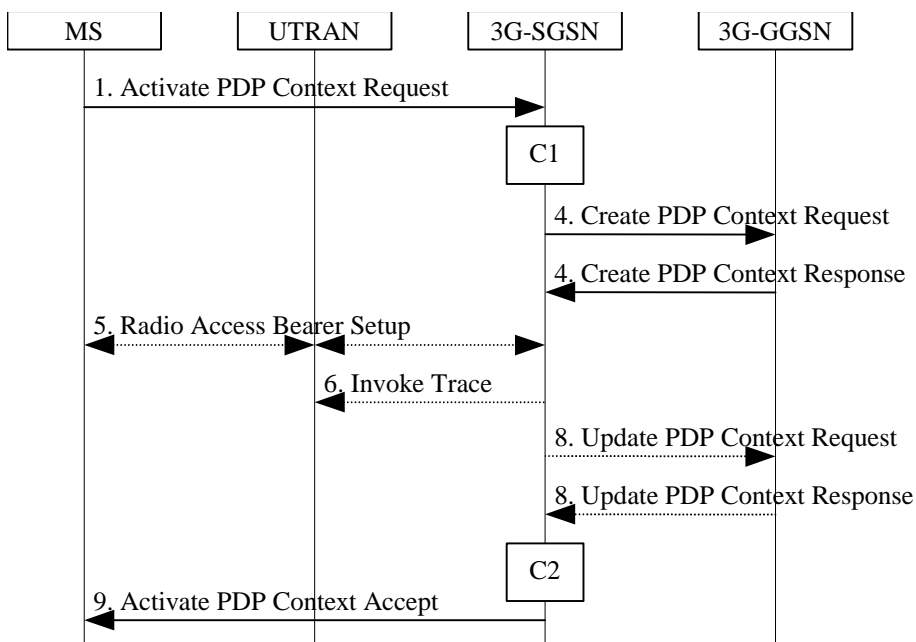 MS
UTRAN
3G-SGSN
3G-GGSN
1. Activate PDP Context Request
C1
4. Create PDP Context Request
4. Create PDP Context Response
5. Radio Access Bearer Setup
6. Invoke Trace
8. Update PDP Context Request
8. Update PDP Context Response
C2
9. Activate PDP Context Accept